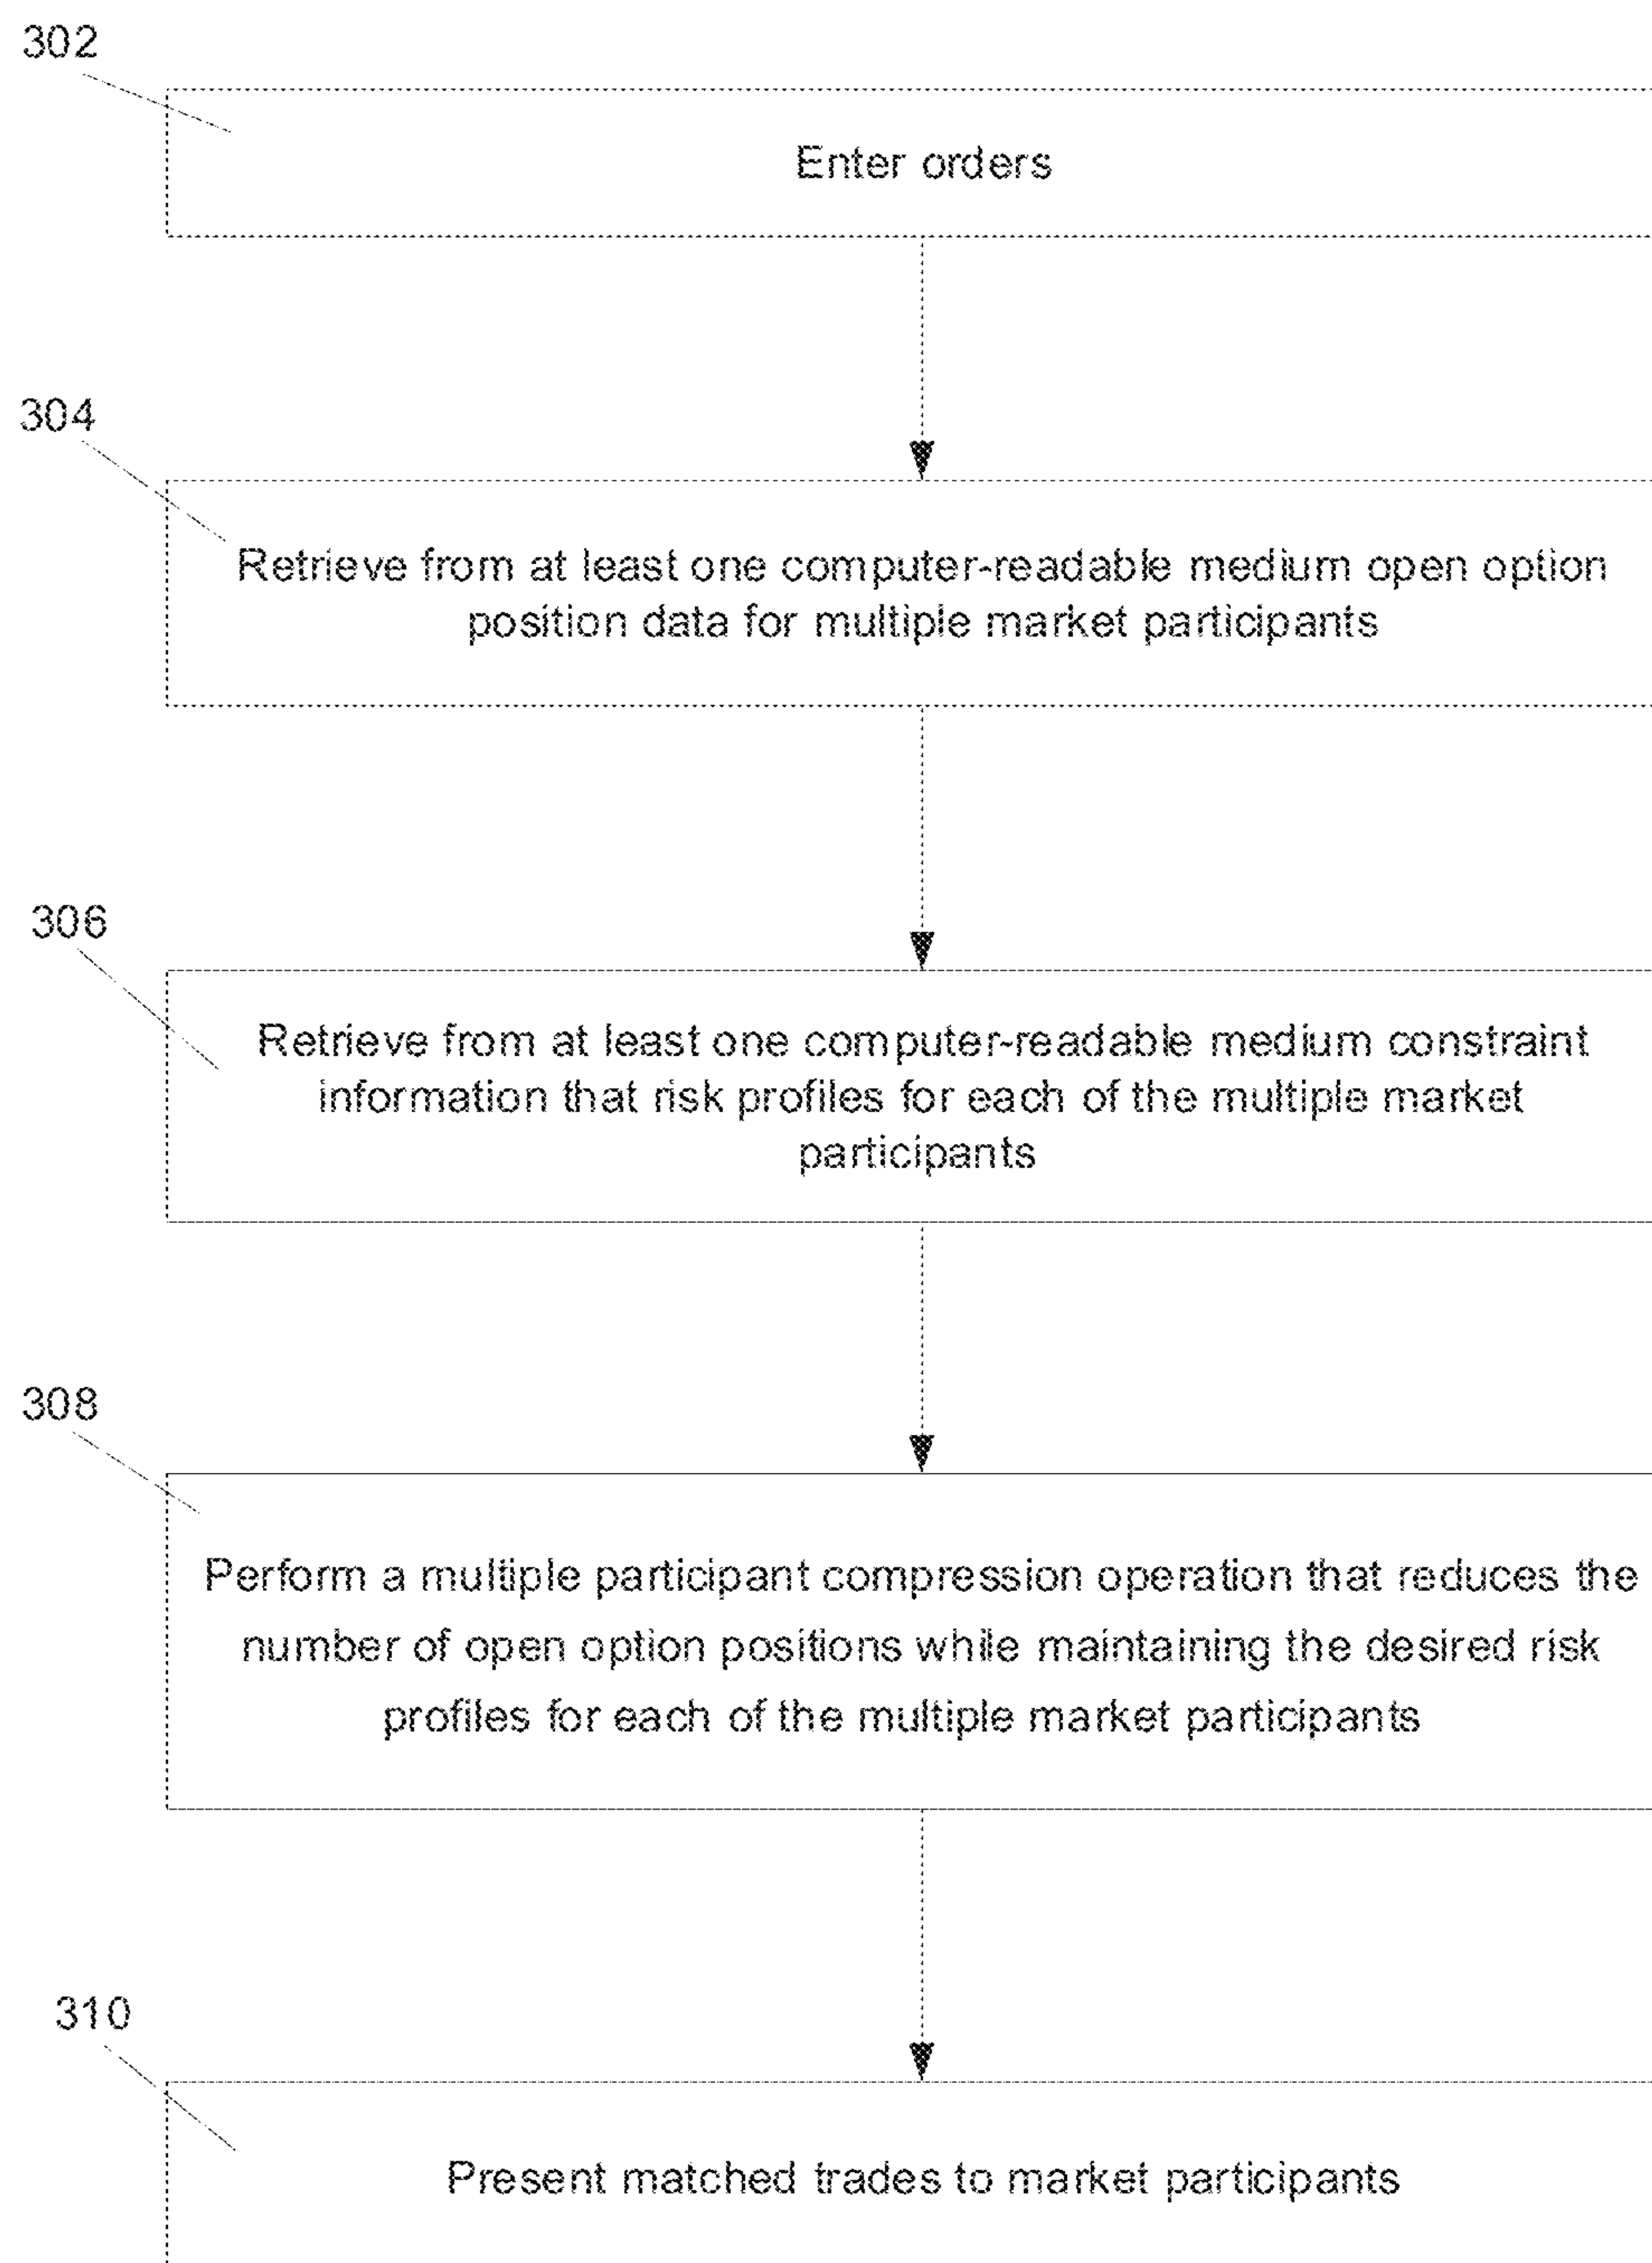 302
Enter orders
304
Retrieve from at least one computer-readable medium open option
position data for multiple market participants
306
Retrieve from at least one computer-readable medium constraint
information that risk profiles for each of the multiple market
participants
308
Perform a multiple participant compression operation that reduces the
number of open option positions while maintaining the desired risk
profiles for each of the multiple market participants
310
Present matched trades to market participants